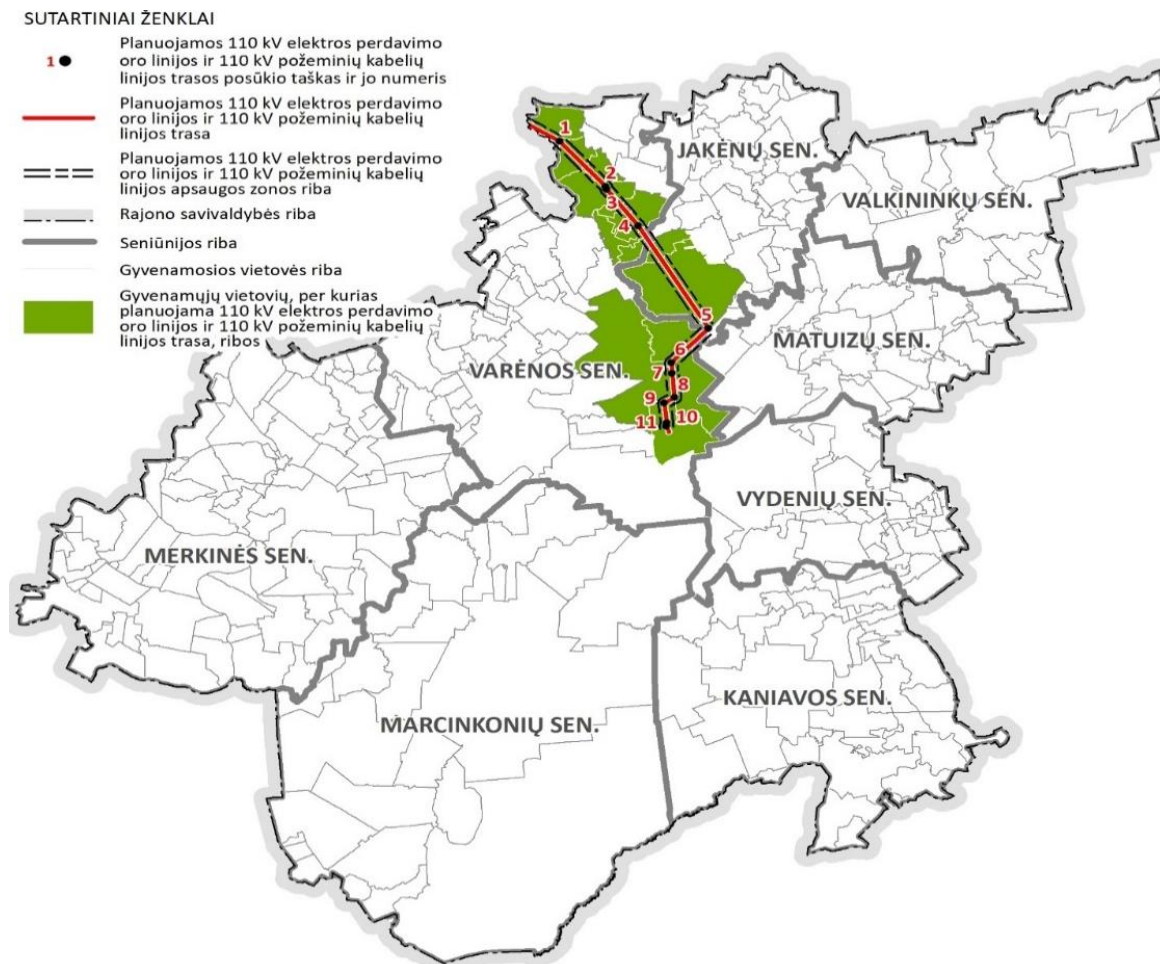 SUTARTINIAI ŽENKLAI
1
Planuojamos 110 kV elektros perdavimo
oro linijos ir 110 kV požeminių kabelių
linijos trasos posūkio taškas ir jo numeris
Planuojamos 110 kV elektros perdavimo
oro linijos ir 110 kV požeminių kabelių
linijos trasa
Planuojamos 110 kV elektros perdavimo
oro linijos ir 110 kV požeminių kabelių
linijos apsaugos zonos riba
Rajono savivaldybės riba
Seniūnijos riba
Gyvenamosios vietovės riba
Gyvenamųjų vietovių, per kurias
planuojama 110 kV elektros perdavimo
oro linijos ir 110 kV požeminių kabelių
linijos trasa, ribos
1
JAKĖNŲ SEN.
2
VALKININKŲ SEN.
3
4
5
MATUIZŲ SEN.
6
VARĖNOS SEN.
7
8
9
10
11
VYDENIŲ SEN.
MERKINĖS SEN.
KANIAVOS SEN.
MARCINKONIŲ SEN.